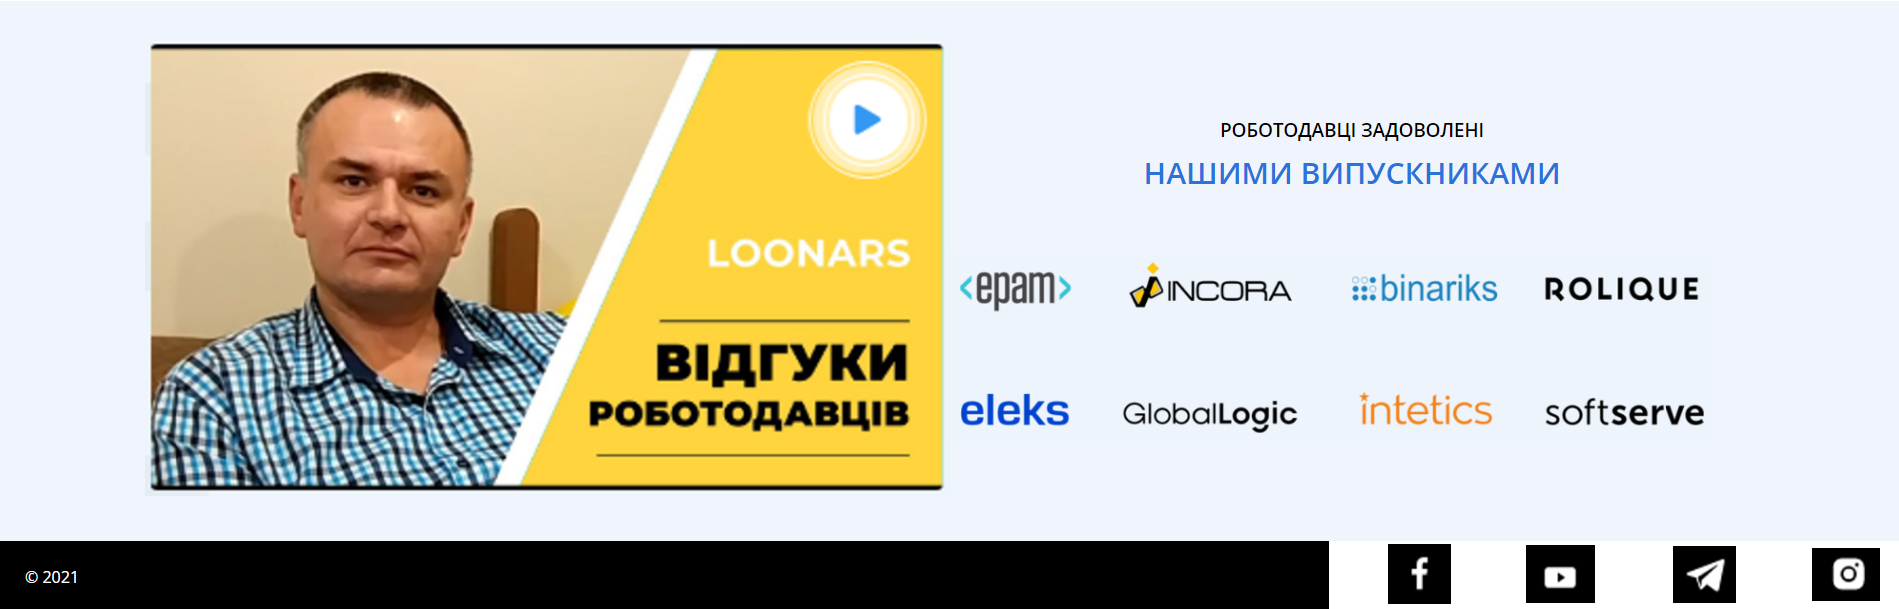 LOONARS
ВІДГУКИ
РОБОТОДАВЦІВ
РОБОТОДАВЦІ ЗАДОВОЛЕНІ
НАШИМИ ВИПУСКНИКАМИ
<epam> INCORA binariks ROLIQUE
eleks GlobalLogic intetics softserve
© 2021